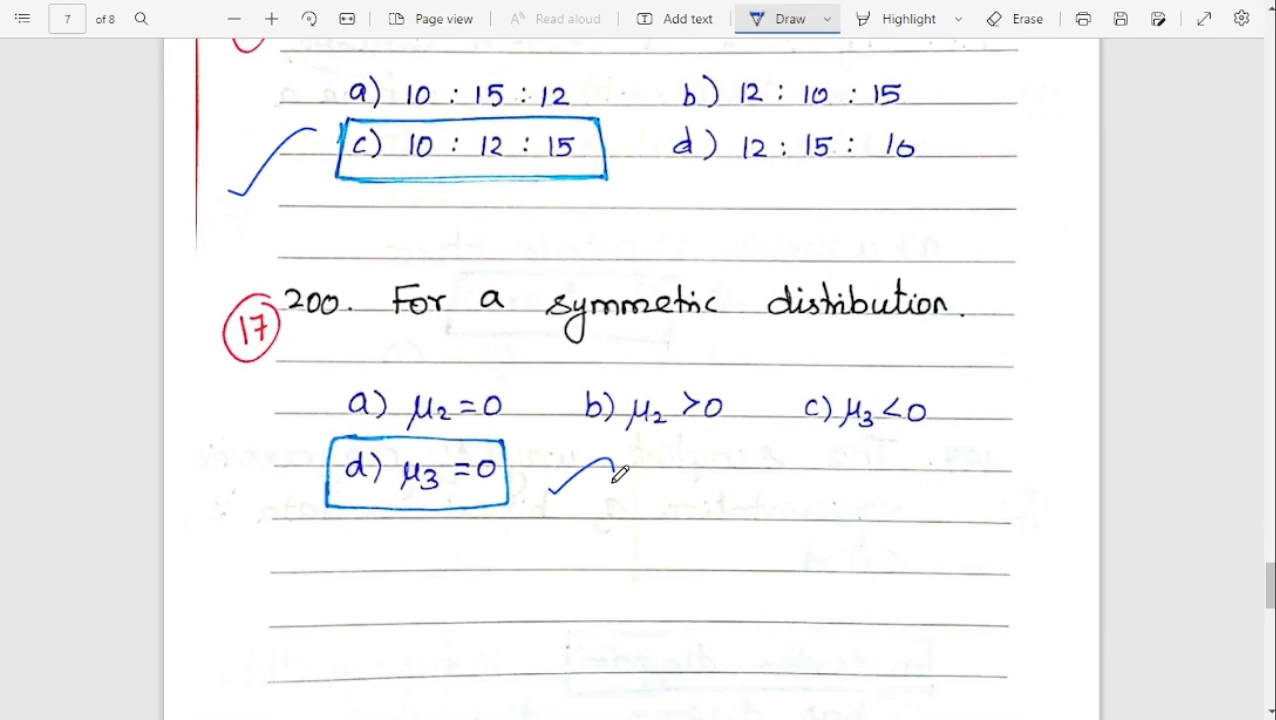 7 of 8 Page view Read aloud Add text Draw Highlight Erase
a) 10 : 15 : 12 b) 12 : 10 : 15
c) 10 : 12 : 15 d) 12 : 15 : 10
17 200. For a symmetric distribution.
a) μ₂ = 0 b) μ₂ > 0 c) μ₃ < 0
d) μ₃ = 0